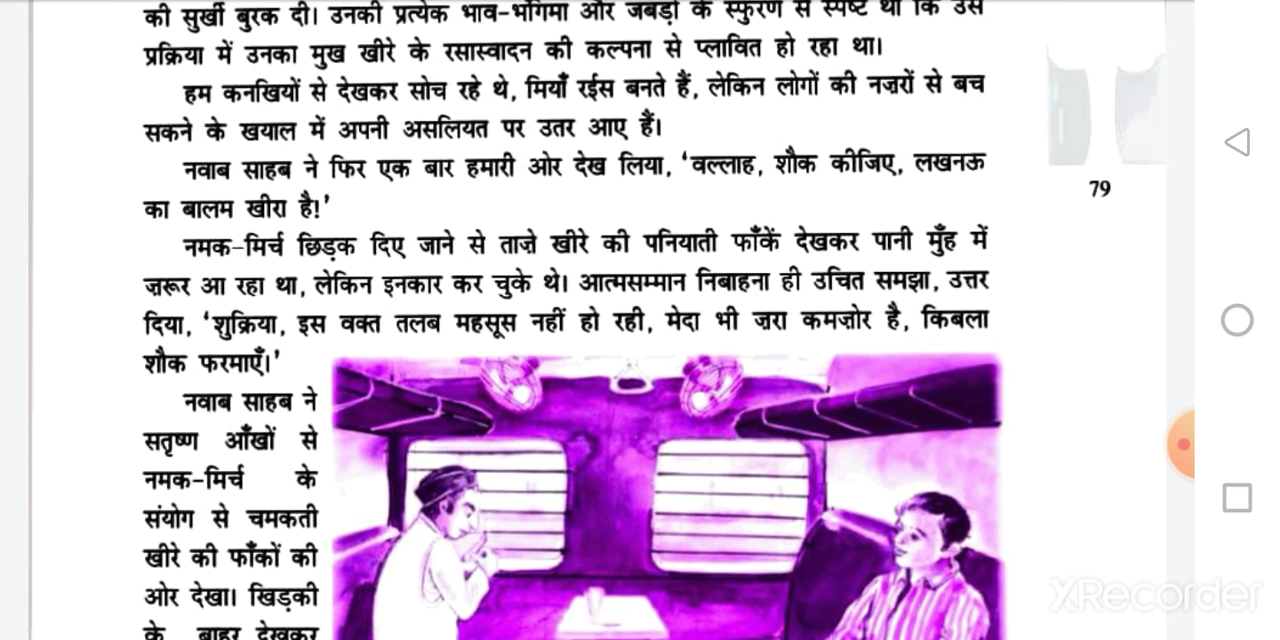 की सुर्खी बुरक दी। उनकी प्रत्येक भाव-भंगिमा और जबड़ों के स्फुरण से स्पष्ट था कि उस
प्रक्रिया में उनका मुख खीरे के रसास्वादन की कल्पना से प्लावित हो रहा था।
हम कनखियों से देखकर सोच रहे थे, मियाँ रईस बनते हैं, लेकिन लोगों की नज़रों से बच
सकने के खयाल में अपनी असलियत पर उतर आए हैं।
नवाब साहब ने फिर एक बार हमारी ओर देख लिया, 'वल्लाह, शौक कीजिए, लखनऊ
का बालम खीरा है!'
79
नमक-मिर्च छिड़क दिए जाने से ताज़े खीरे की पनियाती फाँकें देखकर पानी मुँह में
ज़रूर आ रहा था, लेकिन इनकार कर चुके थे। आत्मसम्मान निबाहना ही उचित समझा, उत्तर
दिया, 'शुक्रिया, इस वक्त तलब महसूस नहीं हो रही, मेदा भी ज़रा कमज़ोर है, किबला
शौक फरमाएँ।'
नवाब साहब ने
सतृष्ण आँखों से
नमक-मिर्च के
संयोग से चमकती
खीरे की फाँकों की
ओर देखा। खिड़की
के बाहर देखकर
XRecorder